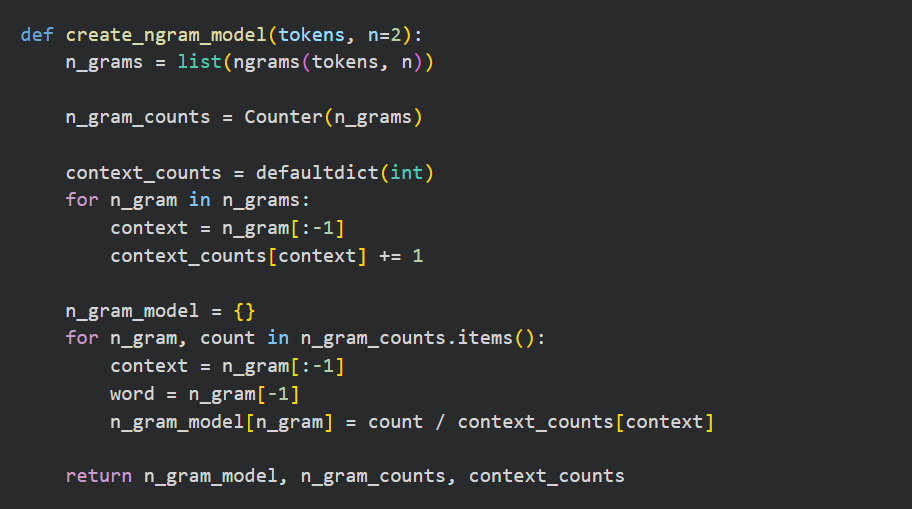 def create_ngram_model(tokens, n=2):
    n_grams = list(ngrams(tokens, n))

    n_gram_counts = Counter(n_grams)

    context_counts = defaultdict(int)
    for n_gram in n_grams:
        context = n_gram[:-1]
        context_counts[context] += 1

    n_gram_model = {}
    for n_gram, count in n_gram_counts.items():
        context = n_gram[:-1]
        word = n_gram[-1]
        n_gram_model[n_gram] = count / context_counts[context]

    return n_gram_model, n_gram_counts, context_counts